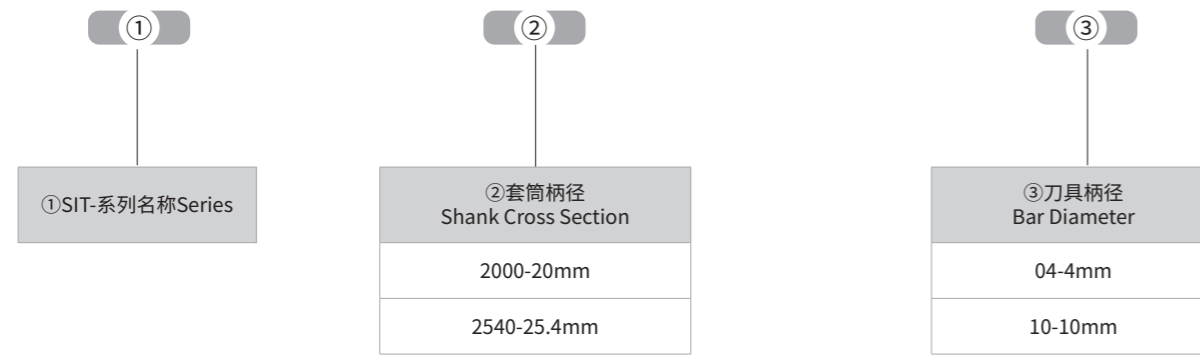 ① ② ③
①SIT-系列名称Series
②套筒柄径
Shank Cross Section
2000-20mm
2540-25.4mm
③刀具柄径
Bar Diameter
04-4mm
10-10mm